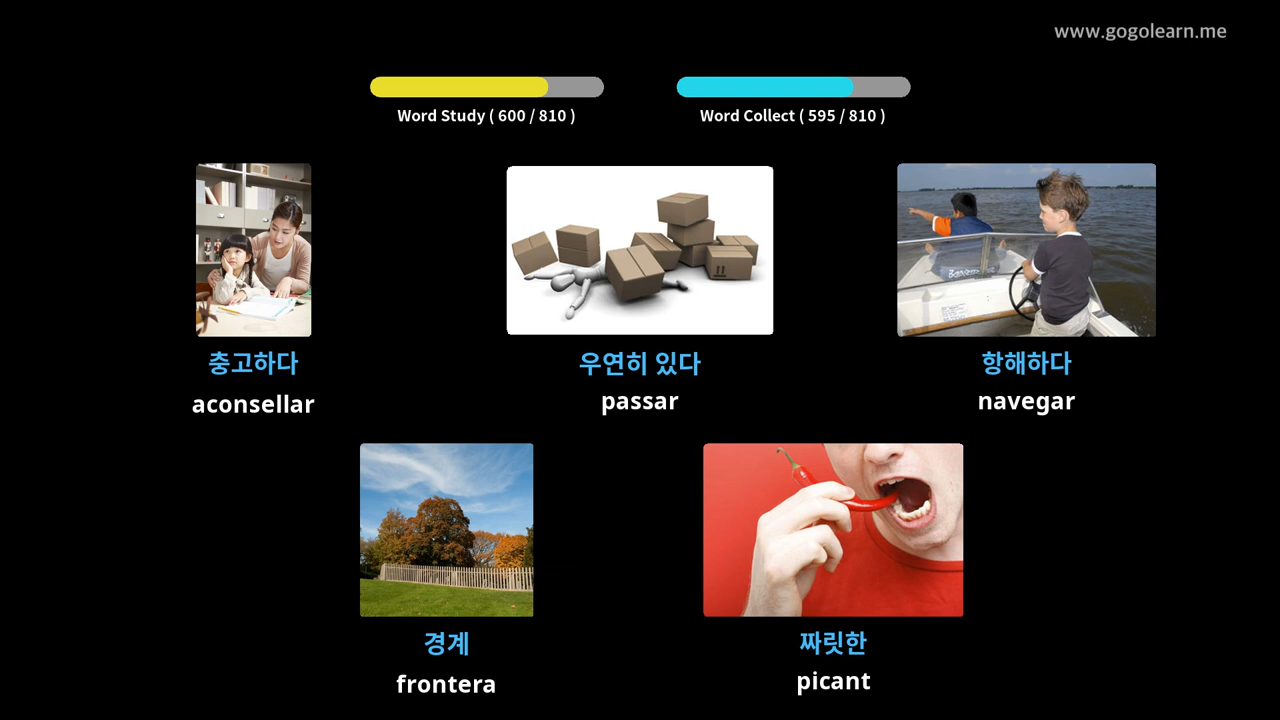 www.gogolearn.me
Word Study ( 600 / 810 )
Word Collect ( 595 / 810 )
충고하다
우연히 있다
항해하다
aconsellar
passar
navegar
경계
짜릿한
frontera
picant